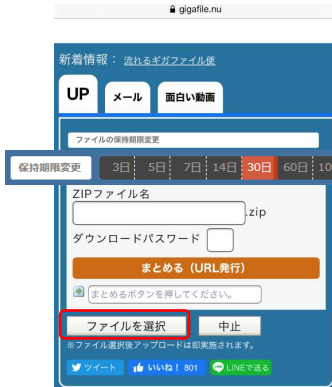 gigafile.nu
新着情報： 流れるギガファイル便
UP メール 面白い動画
ファイルの保持期限変更
保持期限変更 3日 5日 7日 14日 30日 60日 10
ZIPファイル名
.zip
ダウンロードパスワード
まとめる（URL発行）
まとめるボタンを押してください。
ファイルを選択 中止
※ファイル選択後アップロードは即実施されます。
ツイート いいね！ 801 LINEで送る